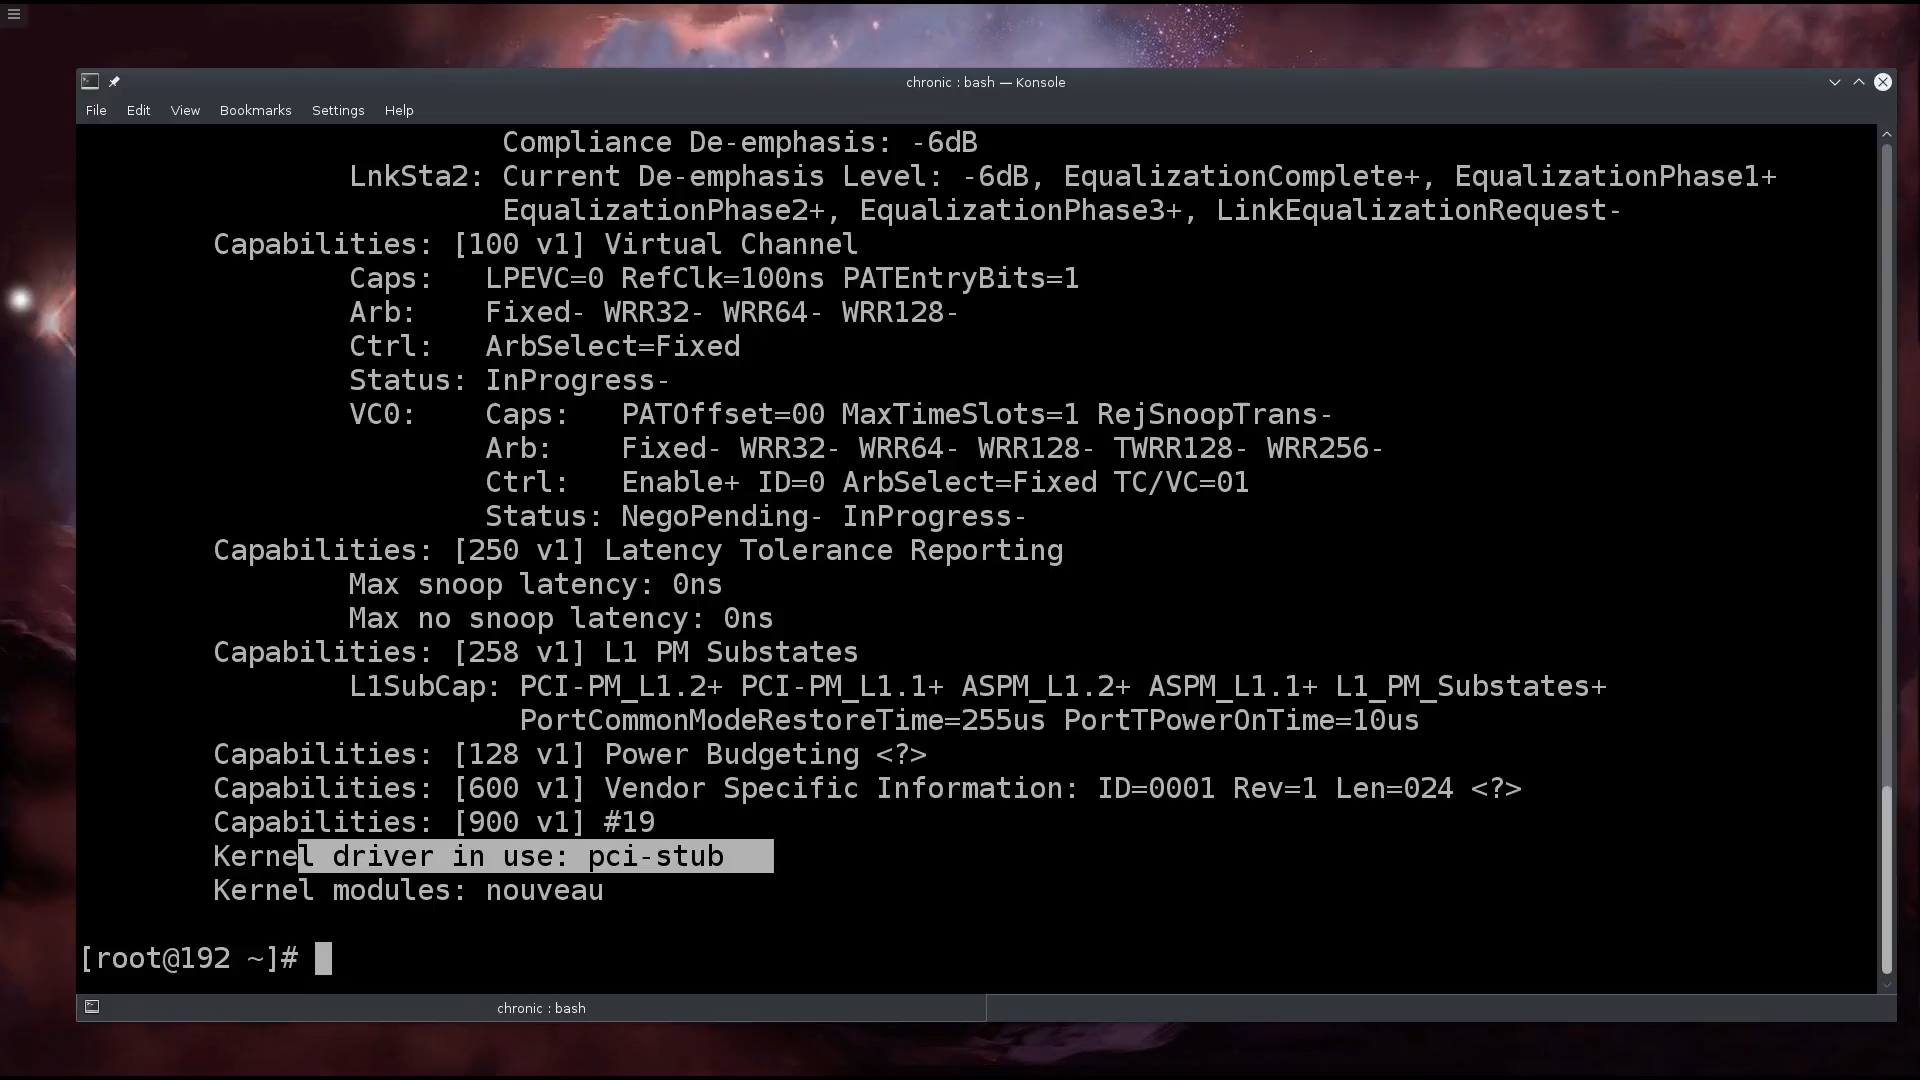 chronic : bash — Konsole
File Edit View Bookmarks Settings Help
Compliance De-emphasis: -6dB
LnkSta2: Current De-emphasis Level: -6dB, EqualizationComplete+, EqualizationPhase1+
EqualizationPhase2+, EqualizationPhase3+, LinkEqualizationRequest-
Capabilities: [100 v1] Virtual Channel
Caps: LPEVC=0 RefClk=100ns PATEntryBits=1
Arb: Fixed- WRR32- WRR64- WRR128-
Ctrl: ArbSelect=Fixed
Status: InProgress-
VC0: Caps: PATOffset=00 MaxTimeSlots=1 RejSnoopTrans-
Arb: Fixed- WRR32- WRR64- WRR128- TWRR128- WRR256-
Ctrl: Enable+ ID=0 ArbSelect=Fixed TC/VC=01
Status: NegoPending- InProgress-
Capabilities: [250 v1] Latency Tolerance Reporting
Max snoop latency: 0ns
Max no snoop latency: 0ns
Capabilities: [258 v1] L1 PM Substates
L1SubCap: PCI-PM_L1.2+ PCI-PM_L1.1+ ASPM_L1.2+ ASPM_L1.1+ L1_PM_Substates+
PortCommonModeRestoreTime=255us PortTPowerOnTime=10us
Capabilities: [128 v1] Power Budgeting <?>
Capabilities: [600 v1] Vendor Specific Information: ID=0001 Rev=1 Len=024 <?>
Capabilities: [900 v1] #19
Kernel driver in use: pci-stub
Kernel modules: nouveau
[root@192 ~]#
chronic : bash